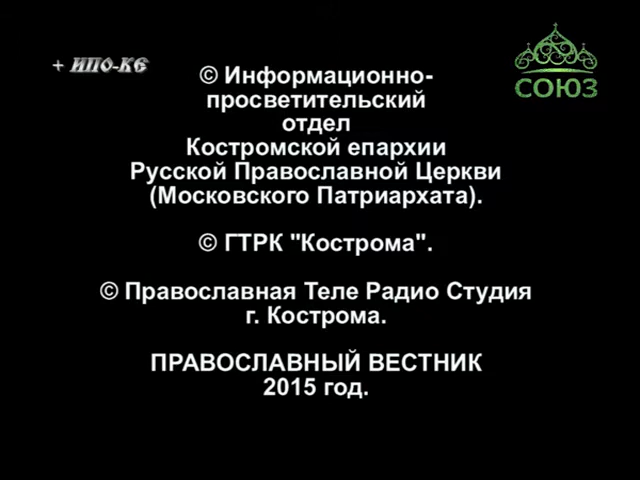 + ИПО-КЕ
СОЮЗ
© Информационно-
просветительский
отдел
Костромской епархии
Русской Православной Церкви
(Московского Патриархата).
© ГТРК "Кострома".
© Православная Теле Радио Студия
г. Кострома.
ПРАВОСЛАВНЫЙ ВЕСТНИК
2015 год.